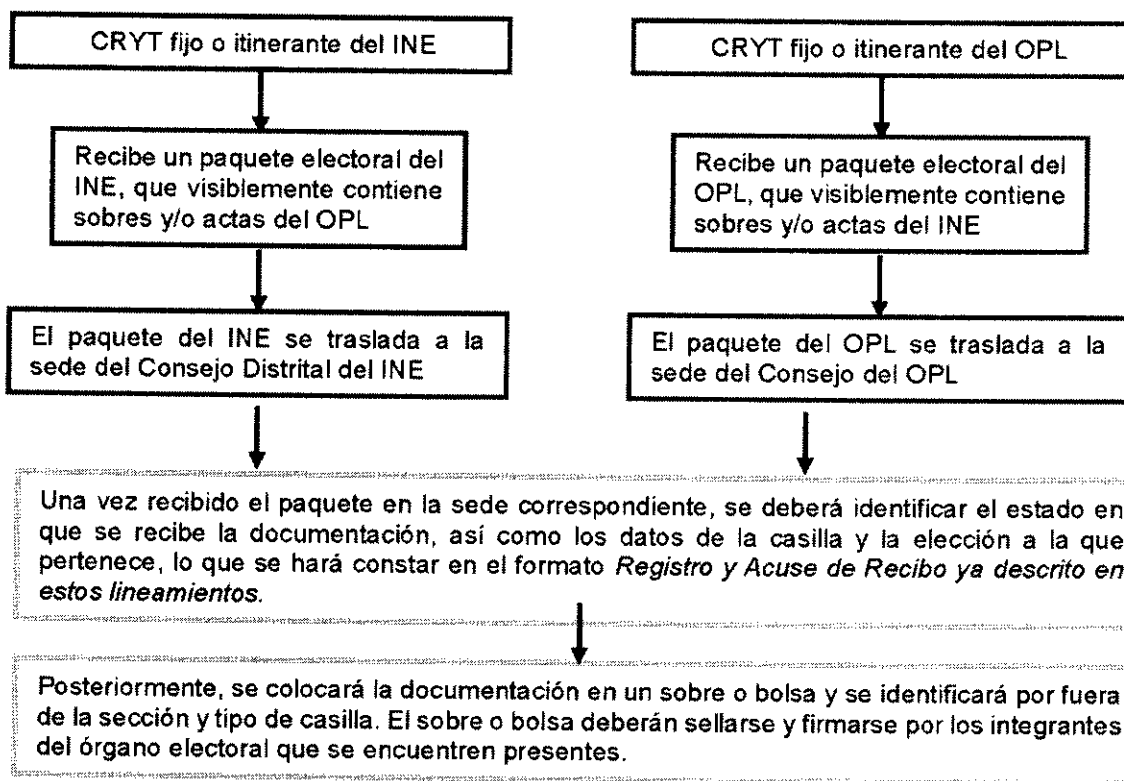 CRYT fijo o itinerante del INE
Recibe un paquete electoral del
INE, que visiblemente contiene
sobres y/o actas del OPL
El paquete del INE se traslada a la
sede del Consejo Distrital del INE
CRYT fijo o itinerante del OPL
Recibe un paquete electoral del
OPL, que visiblemente contiene
sobres y/o actas del INE
El paquete del OPL se traslada a la
sede del Consejo del OPL
Una vez recibido el paquete en la sede correspondiente, se deberá identificar el estado en
que se recibe la documentación, así como los datos de la casilla y la elección a la que
pertenece, lo que se hará constar en el formato Registro y Acuse de Recibo ya descrito en
estos lineamientos.
Posteriormente, se colocará la documentación en un sobre o bolsa y se identificará por fuera
de la sección y tipo de casilla. El sobre o bolsa deberán sellarse y firmarse por los integrantes
del órgano electoral que se encuentren presentes.